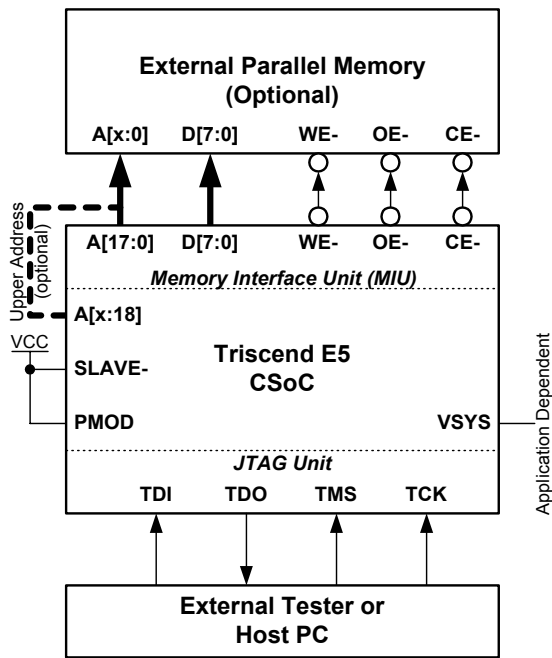 External Parallel Memory
(Optional)
A[x:0] D[7:0] WE- OE- CE-
A[17:0] D[7:0] WE- OE- CE-
Memory Interface Unit (MIU)
Upper Address
(optional)
A[x:18]
VCC
SLAVE-
PMOD
Triscend E5
CSoC
VSYS
Application Dependent
JTAG Unit
TDI TDO TMS TCK
External Tester or
Host PC